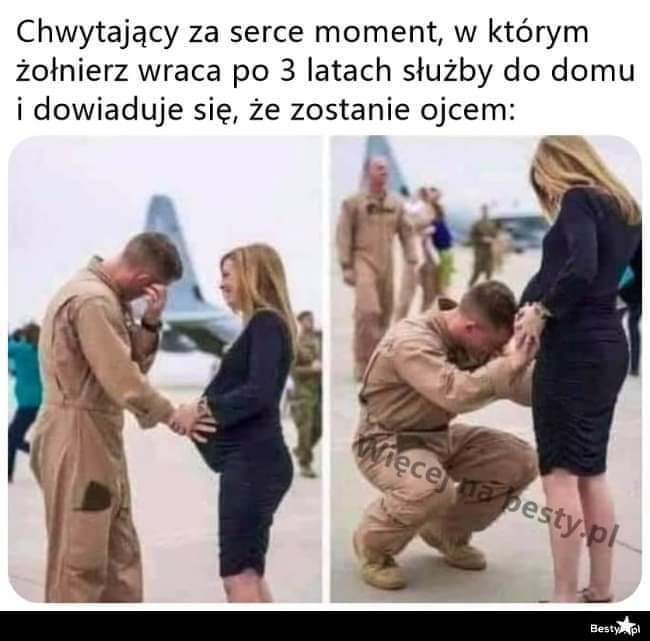 Chwytający za serce moment, w którym
żołnierz wraca po 3 latach służby do domu
i dowiaduje się, że zostanie ojcem:
Więcej na besty.pl
Besty.pl